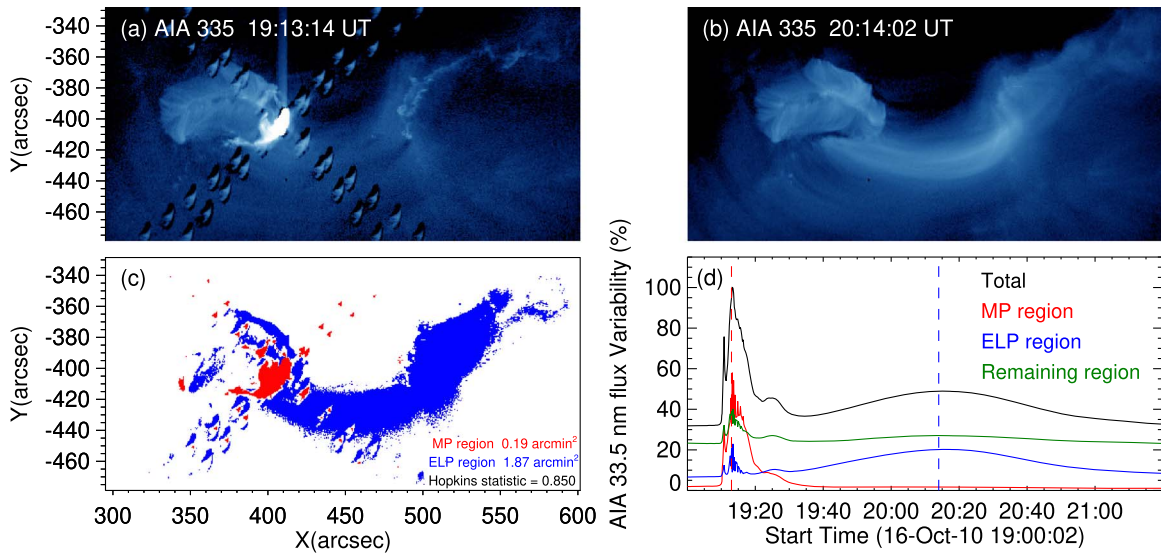 (a) AIA 335 19:13:14 UT
(b) AIA 335 20:14:02 UT
Y(arcsec)
-340
-360
-380
-400
-420
-440
-460
(c)
Y(arcsec)
-340
-360
-380
-400
-420
-440
-460
MP region 0.19 arcmin²
ELP region 1.87 arcmin²
Hopkins statistic = 0.850
300 350 400 450 500 550 600
X(arcsec)
AIA 33.5 nm flux Variability (%)
(d)
100
80
60
40
20
0
Total
MP region
ELP region
Remaining region
19:20 19:40 20:00 20:20 20:40 21:00
Start Time (16-Oct-10 19:00:02)